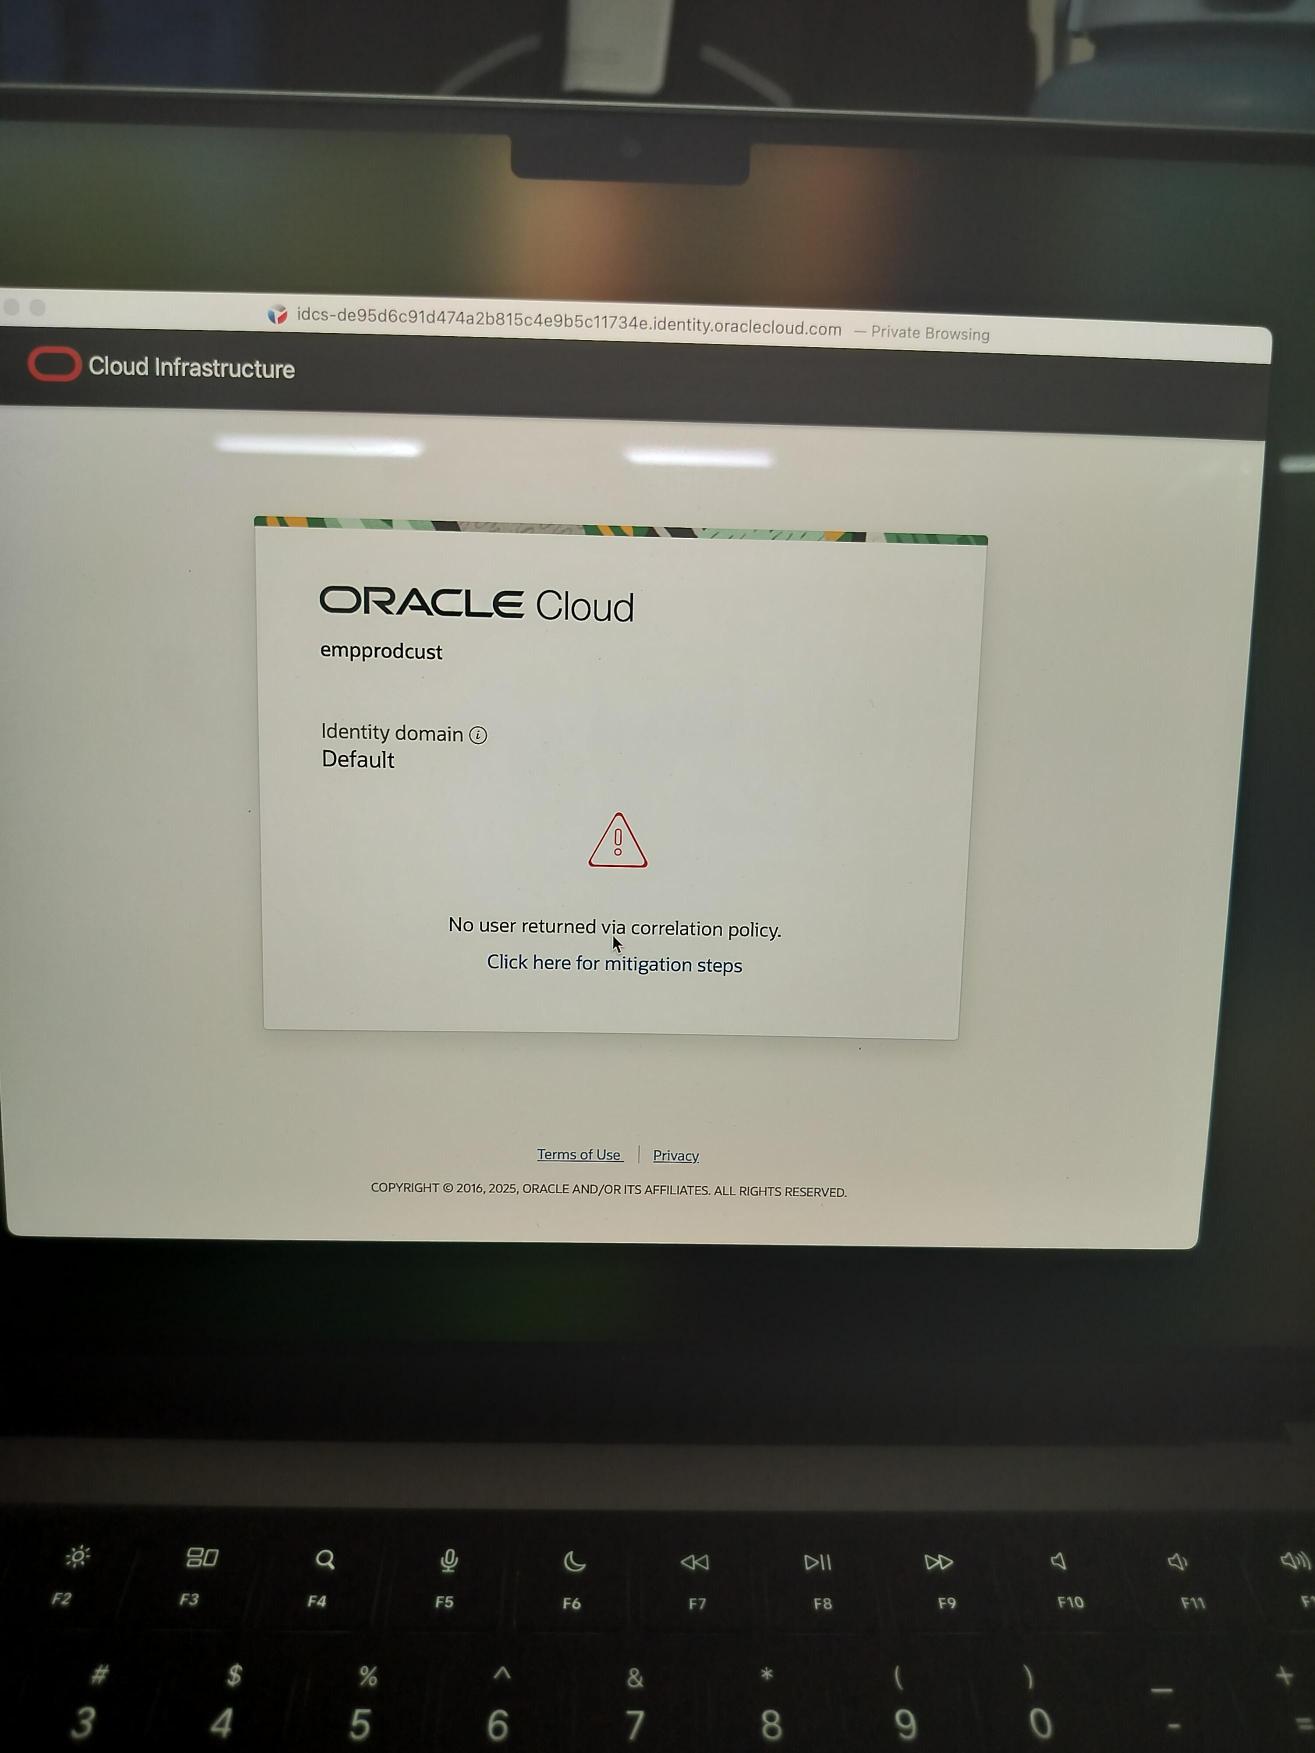 idcs-de95d6c91d474a2b815c4e9b5c11734e.identity.oraclecloud.com — Private Browsing
Cloud Infrastructure
ORACLE Cloud
empprodcust
Identity domain
Default
No user returned via correlation policy.
Click here for mitigation steps
Terms of Use | Privacy
COPYRIGHT © 2016, 2025, ORACLE AND/OR ITS AFFILIATES. ALL RIGHTS RESERVED.
F2 F3 F4 F5 F6 F7 F8 F9 F10 F11
# $ % ^ & * ( ) _ +
3 4 5 6 7 8 9 0 - =